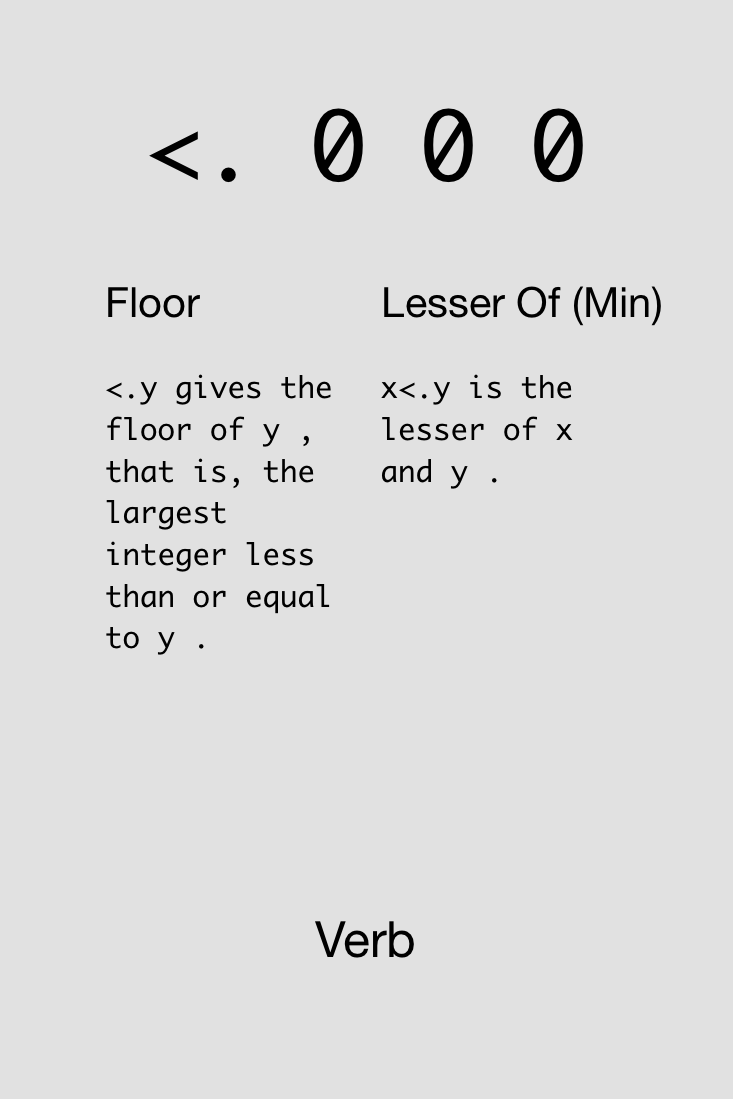 <. 0 0 0
Floor
<.y gives the
floor of y ,
that is, the
largest
integer less
than or equal
to y .
Lesser Of (Min)
x<.y is the
lesser of x
and y .
Verb